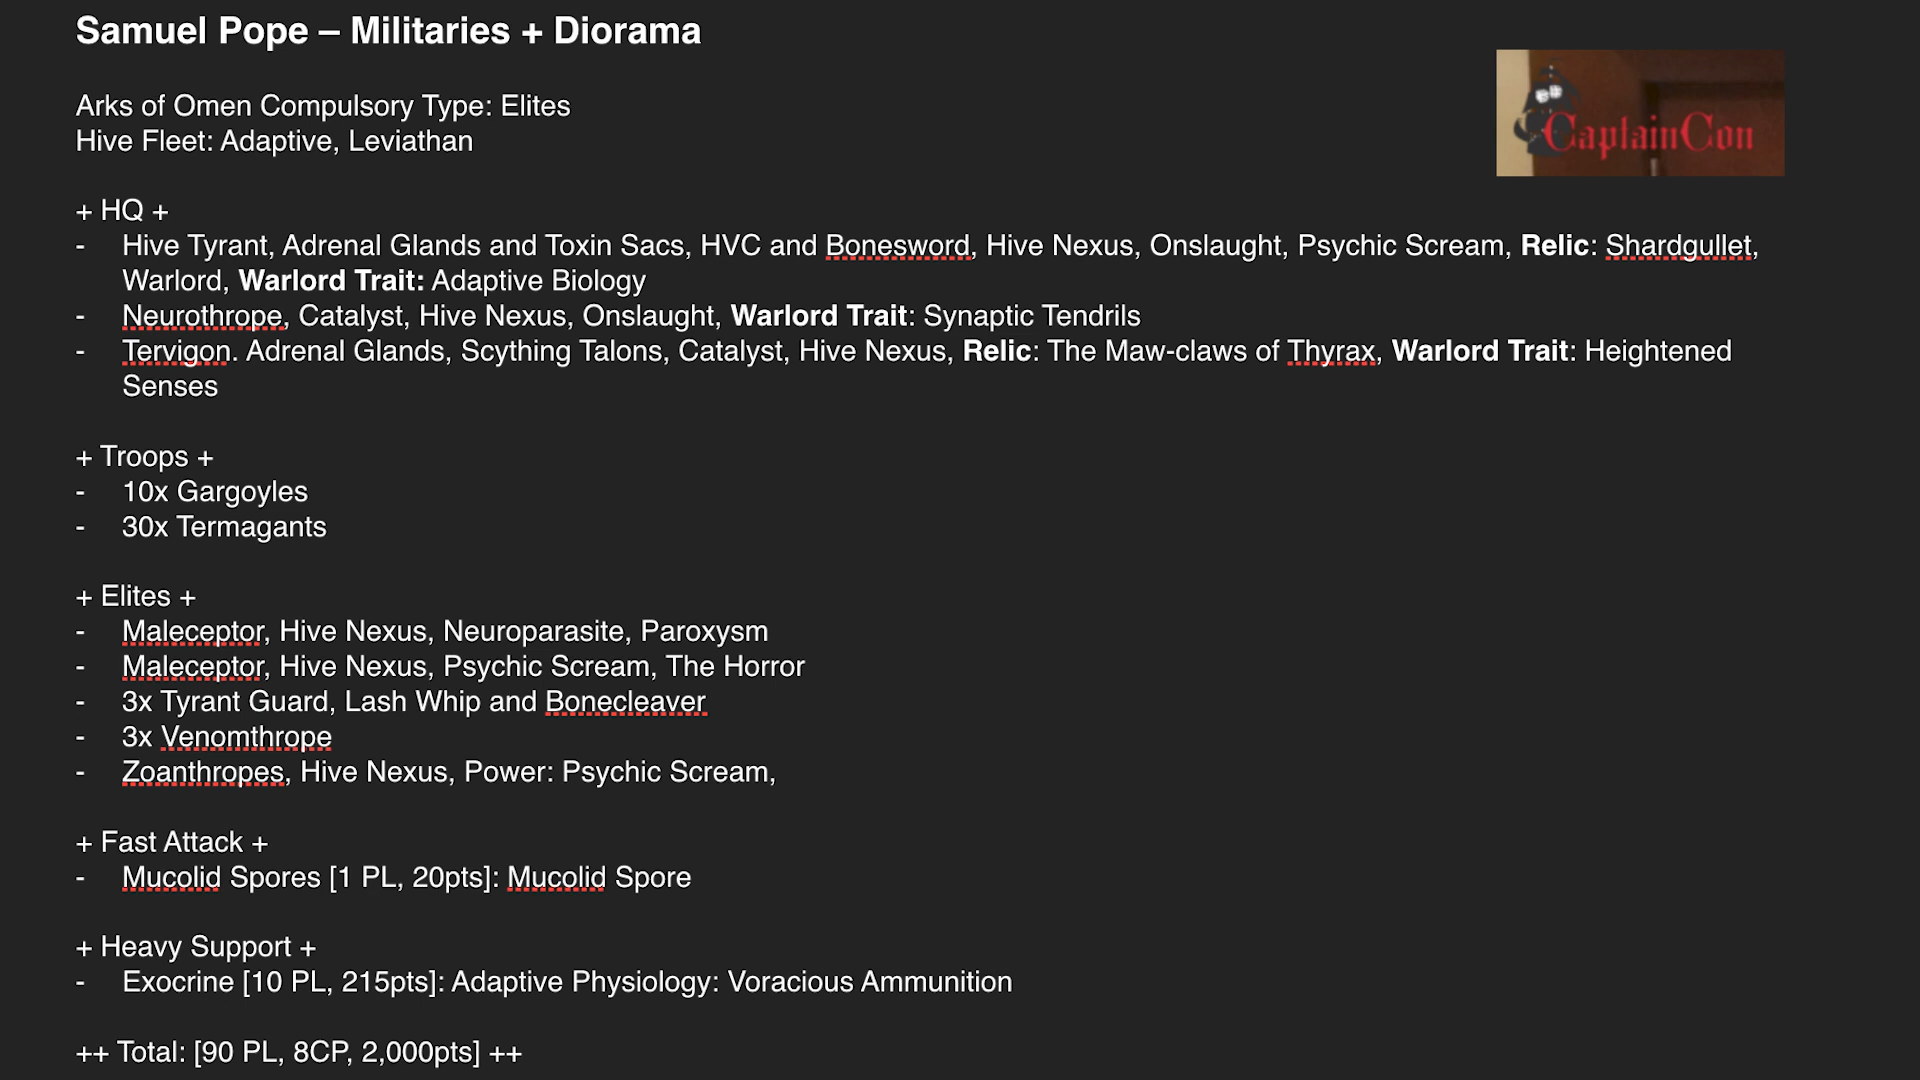 Samuel Pope – Militaries + Diorama
CaptainCon
Arks of Omen Compulsory Type: Elites
Hive Fleet: Adaptive, Leviathan
+ HQ +
- Hive Tyrant, Adrenal Glands and Toxin Sacs, HVC and Bonesword, Hive Nexus, Onslaught, Psychic Scream, Relic: Shardgullet,
Warlord, Warlord Trait: Adaptive Biology
- Neurothrope, Catalyst, Hive Nexus, Onslaught, Warlord Trait: Synaptic Tendrils
- Tervigon. Adrenal Glands, Scything Talons, Catalyst, Hive Nexus, Relic: The Maw-claws of Thyrax, Warlord Trait: Heightened
Senses
+ Troops +
- 10x Gargoyles
- 30x Termagants
+ Elites +
- Maleceptor, Hive Nexus, Neuroparasite, Paroxysm
- Maleceptor, Hive Nexus, Psychic Scream, The Horror
- 3x Tyrant Guard, Lash Whip and Bonecleaver
- 3x Venomthrope
- Zoanthropes, Hive Nexus, Power: Psychic Scream,
+ Fast Attack +
- Mucolid Spores [1 PL, 20pts]: Mucolid Spore
+ Heavy Support +
- Exocrine [10 PL, 215pts]: Adaptive Physiology: Voracious Ammunition
++ Total: [90 PL, 8CP, 2,000pts] ++